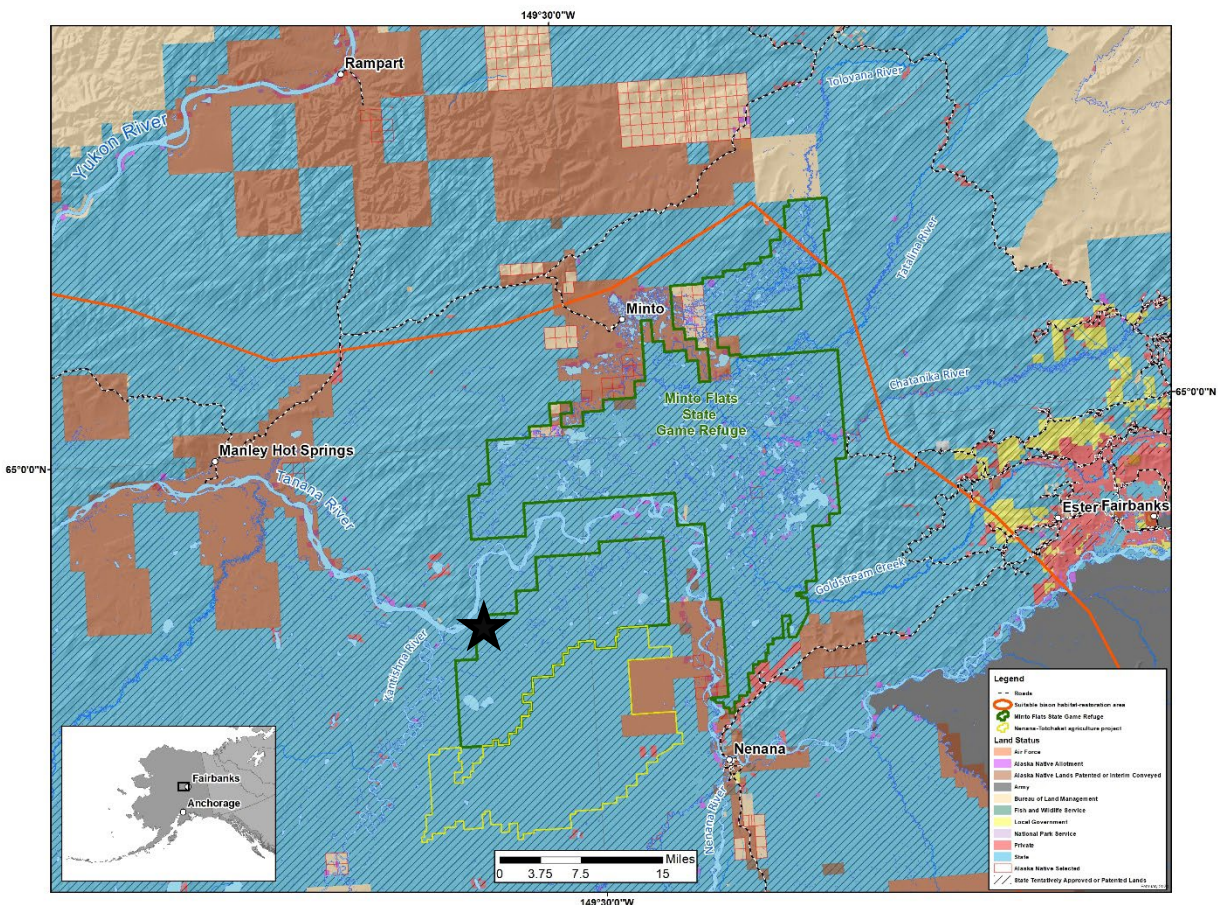 149°30'0"W
Rampart
Tolovana River
Yukon River
Tatalina River
Minto
65°0'0"N
Chatanika River
Minto Flats
State
Game Refuge
Manley Hot Springs
65°0'0"N
Tanana River
Ester Fairbanks
Goldstream Creek
Kantishna River
Nenana
Nenana River
Fairbanks
Anchorage
Miles
0 3.75 7.5 15
149°30'0"W
Legend
Roads
Suitable bison habitat-restoration area
Minto Flats State Game Refuge
Nenana-Totchaket agriculture project
Land Status
Air Force
Alaska Native Allotment
Alaska Native Lands Patented or Interim Conveyed
Army
Bureau of Land Management
Fish and Wildlife Service
Local Government
National Park Service
Private
State
Alaska Native Selected
State Tentatively Approved or Patented Lands